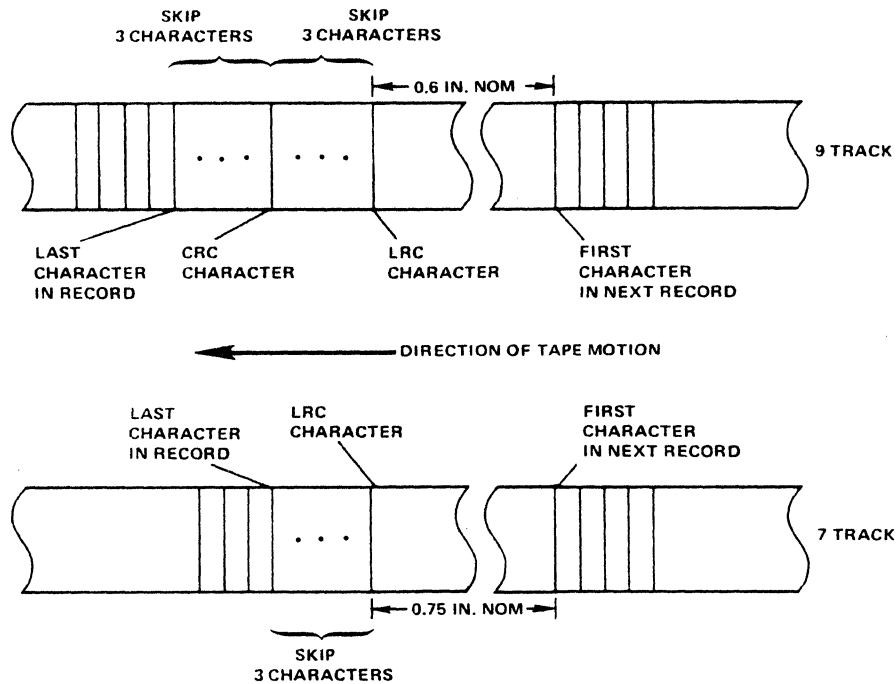 SKIP
3 CHARACTERS
SKIP
3 CHARACTERS
0.6 IN. NOM
9 TRACK
LAST
CHARACTER
IN RECORD
CRC
CHARACTER
LRC
CHARACTER
FIRST
CHARACTER
IN NEXT RECORD
DIRECTION OF TAPE MOTION
LAST
CHARACTER
IN RECORD
LRC
CHARACTER
FIRST
CHARACTER
IN NEXT RECORD
7 TRACK
0.75 IN. NOM
SKIP
3 CHARACTERS